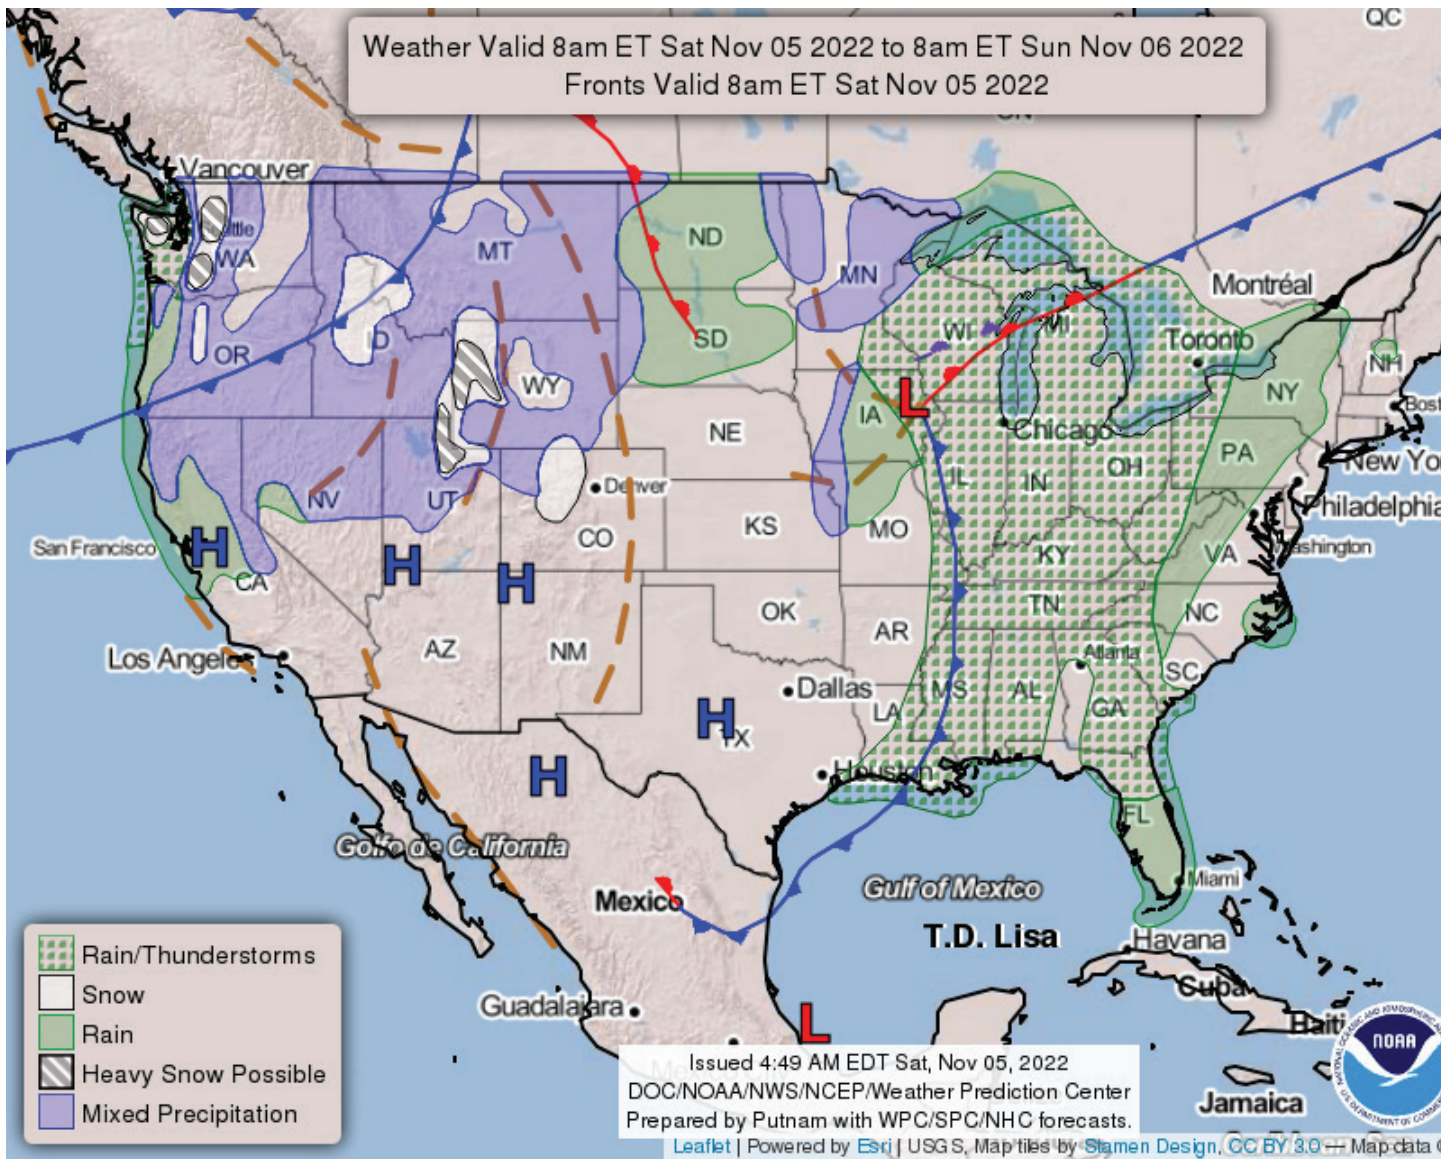 QC
Weather Valid 8am ET Sat Nov 05 2022 to 8am ET Sun Nov 06 2022
Fronts Valid 8am ET Sat Nov 05 2022
Vancouver
WA
MT
ND
MN
Montréal
OR
ID
SD
WI
MI
Toronto
NH
WY
IA
NY
Bost
NE
Chicago
PA
New Yo
NV
UT
Denver
IL
IN
OH
Philadelphia
San Francisco
CO
KS
MO
KY
VA
Washington
H
H
H
CA
OK
TN
NC
Los Angeles
AZ
NM
AR
Atlanta
SC
Dallas
H
TX
LA
MS
AL
GA
H
Houston
FL
L
Golfo de California
Gulf of Mexico
Miami
Mexico
T.D. Lisa
Havana
Cuba
Guadalajara
L
Haiti
Jamaica
Rain/Thunderstorms
Snow
Rain
Heavy Snow Possible
Mixed Precipitation
NOAA
Issued 4:49 AM EDT Sat, Nov 05, 2022
DOC/NOAA/NWS/NCEP/Weather Prediction Center
Prepared by Putnam with WPC/SPC/NHC forecasts.
Leaflet | Powered by Esri | USGS, Map tiles by Stamen Design, CC BY 3.0 — Map data ©